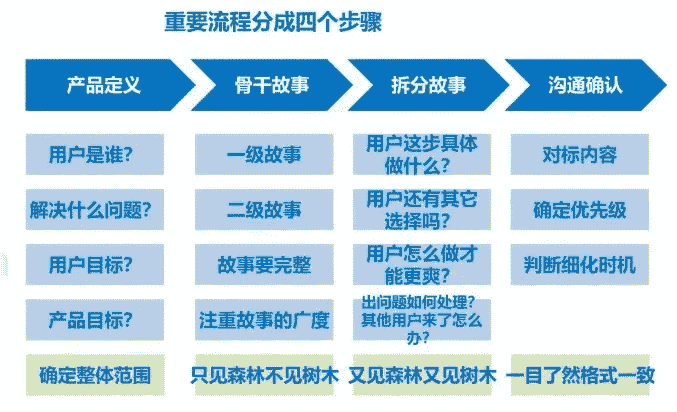 重要流程分成四个步骤
产品定义
骨干故事
拆分故事
沟通确认
用户是谁?
一级故事
用户这步具体
做什么?
对标内容
解决什么问题?
二级故事
用户还有其它
选择吗?
确定优先级
用户目标?
故事要完整
用户怎么做才
能更爽?
判断细化时机
产品目标?
注重故事的广度
出问题如何处理?
其他用户来了怎么
办?
确定整体范围
只见森林不见树木
又见森林又见树木
一目了然格式一致